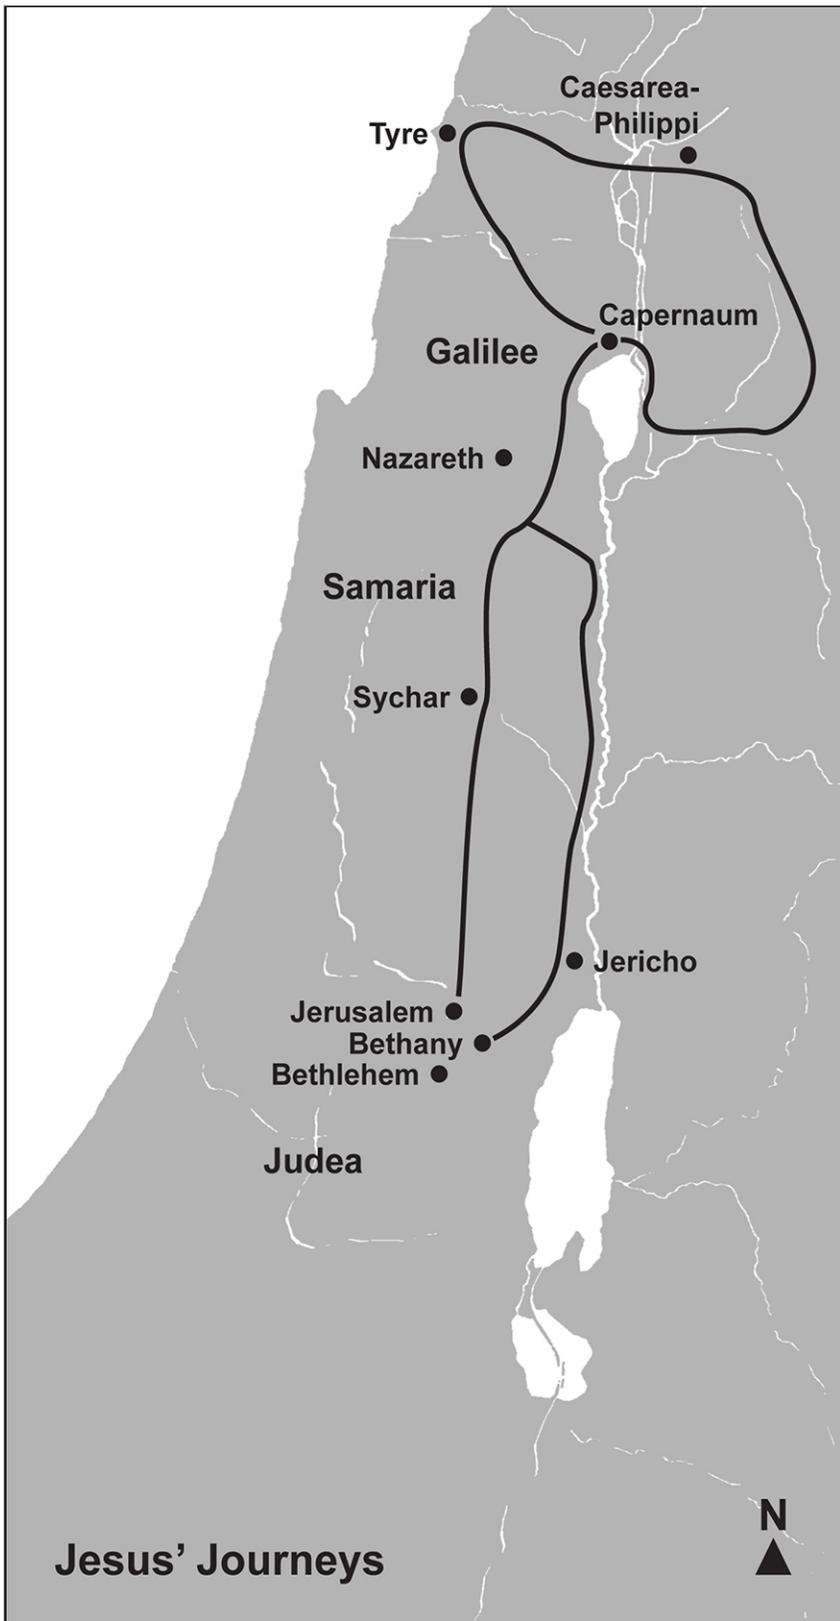 Caesarea-
Philippi
Tyre
Capernaum
Galilee
Nazareth
Samaria
Sychar
Jericho
Jerusalem
Bethany
Bethlehem
Judea
N
Jesus’ Journeys